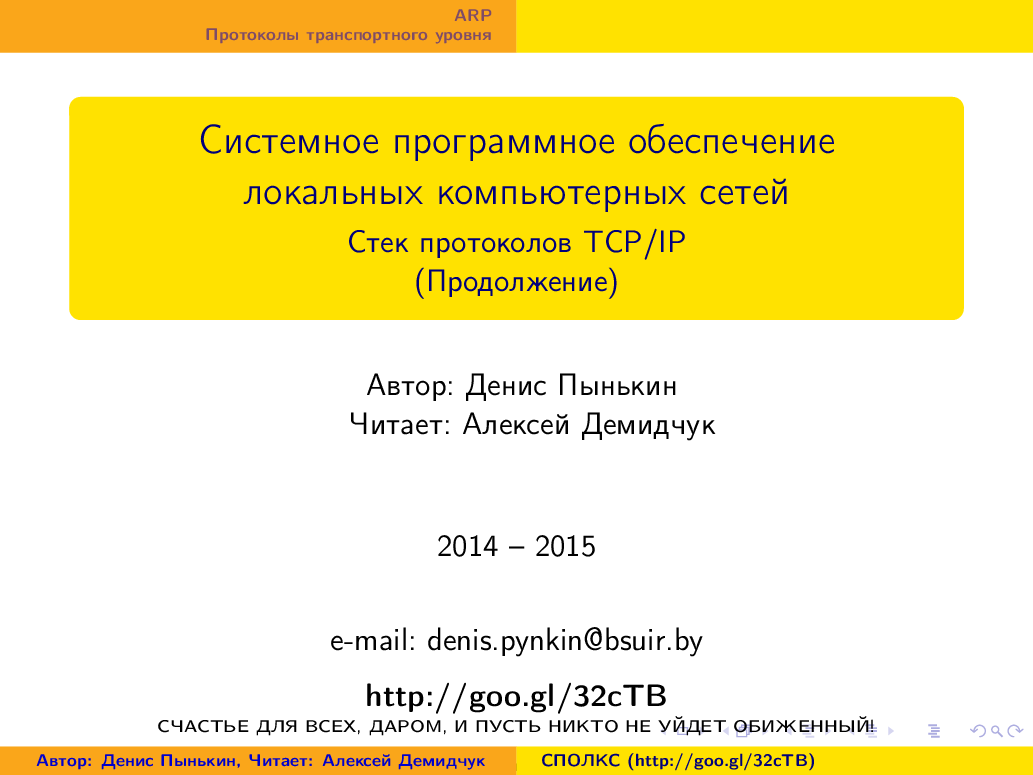 ARP
Протоколы транспортного уровня
Системное программное обеспечение
локальных компьютерных сетей
Стек протоколов TCP/IP
(Продолжение)
Автор: Денис Пынькин
Читает: Алексей Демидчук
2014 – 2015
e-mail: denis.pynkin@bsuir.by
http://goo.gl/32cTB
СЧАСТЬЕ ДЛЯ ВСЕХ, ДАРОМ, И ПУСТЬ НИКТО НЕ УЙДЕТ ОБИЖЕННЫЙ!
Автор: Денис Пынькин, Читает: Алексей Демидчук
СПОЛКС (http://goo.gl/32cTB)